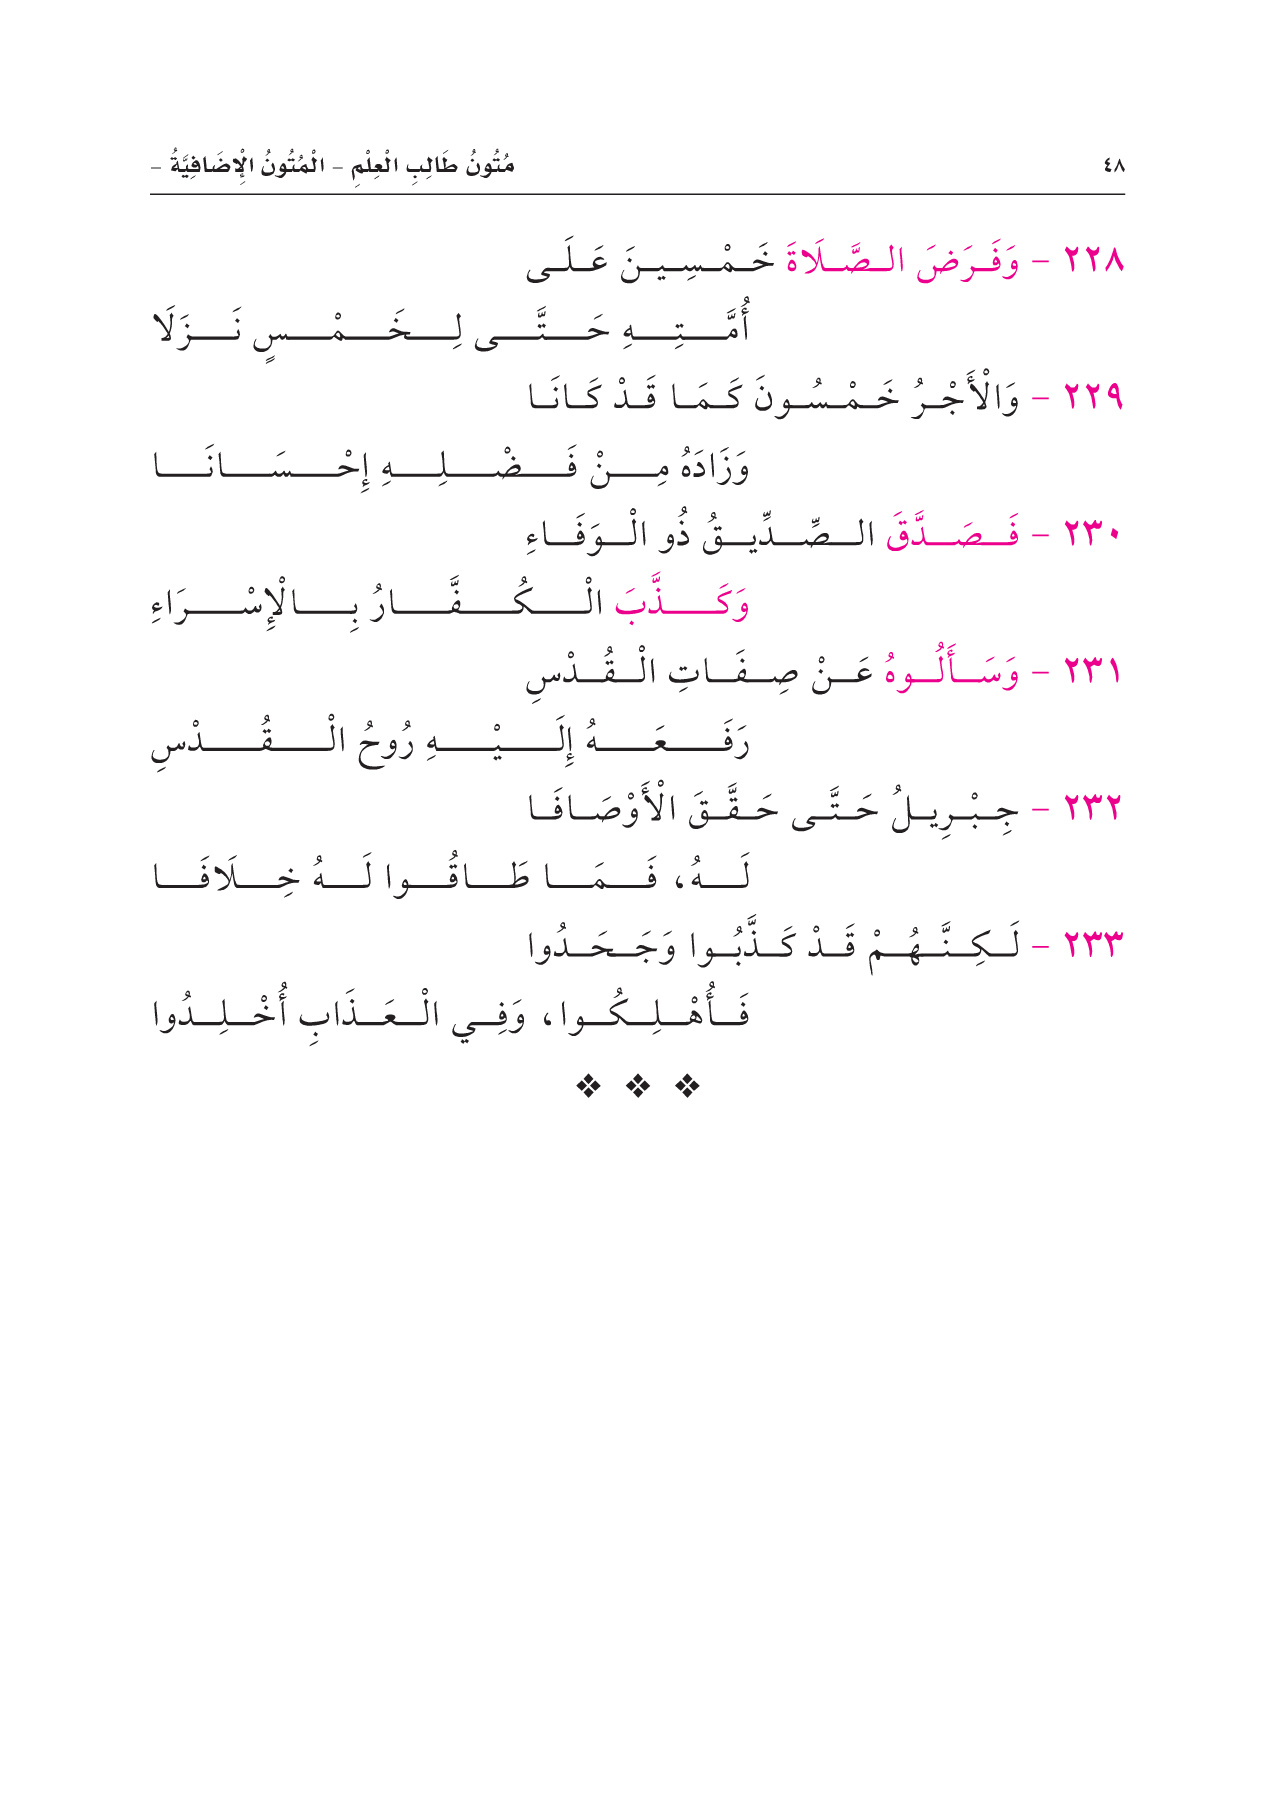 ٤٨
مُتُونُ طَالِبِ الْعِلْمِ – الْمُتُونُ الْإِضَافِيَّةُ –
٢٢٨ – وَفَرَضَ الصَّلَاةَ خَمْسِينَ عَلَى
أُمَّتِهِ حَتَّى لِخَمْسٍ نَزَلَا
٢٢٩ – وَالْأَجْرُ خَمْسُونَ كَمَا قَدْ كَانَا
وَزَادَهُ مِنْ فَضْلِهِ إِحْسَانَا
٢٣٠ – فَصَدَّقَ الصِّدِّيقُ ذُو الْوَفَاءِ
وَكَذَّبَ الْكُفَّارُ بِالْإِسْرَاءِ
٢٣١ – وَسَأَلُوهُ عَنْ صِفَاتِ الْقُدْسِ
رَفَعَهُ إِلَيْهِ رُوحُ الْقُدْسِ
٢٣٢ – جِبْرِيلُ حَتَّى حَقَّقَ الْأَوْصَافَا
لَهُ، فَمَا طَاقُوا لَهُ خِلَافَا
٢٣٣ – لَكِنَّهُمْ قَدْ كَذَّبُوا وَجَحَدُوا
فَأُهْلِكُوا، وَفِي الْعَذَابِ أُخْلِدُوا